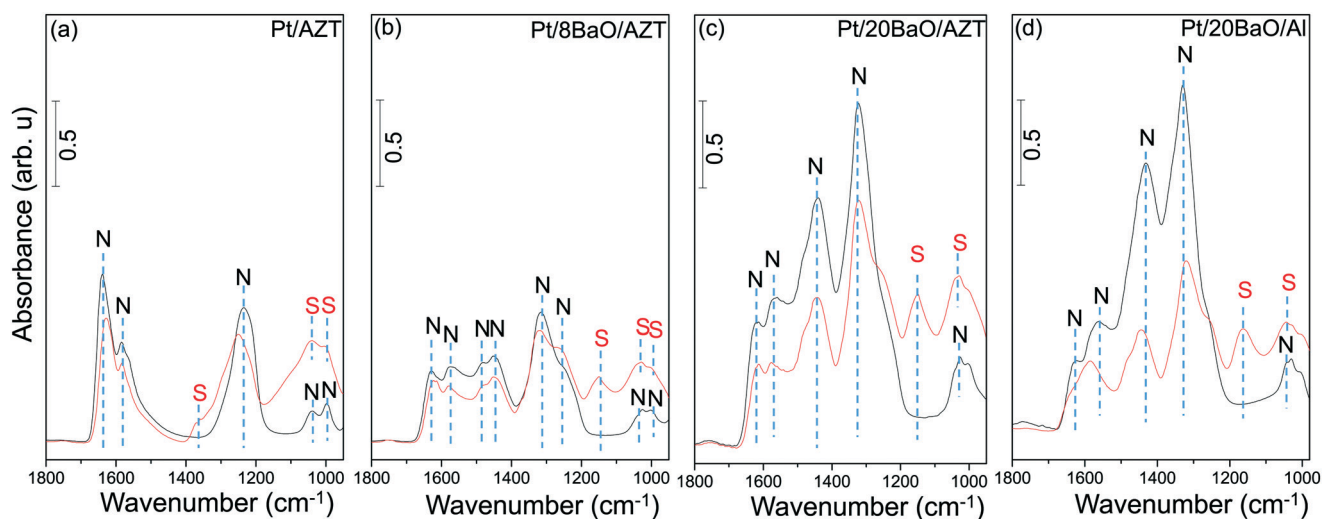 Absorbance (arb. u)
(a) Pt/AZT
0.5
N
N
S
N
S S
N N
1800 1600 1400 1200 1000
Wavenumber (cm⁻¹)
(b) Pt/8BaO/AZT
0.5
N N N N N N
S
S S
N N
1800 1600 1400 1200 1000
Wavenumber (cm⁻¹)
(c) Pt/20BaO/AZT
0.5
N N
N
N
S
S
N
1800 1600 1400 1200 1000
Wavenumber (cm⁻¹)
(d) Pt/20BaO/Al
0.5
N N
N
N
S S
N
1800 1600 1400 1200 1000
Wavenumber (cm⁻¹)